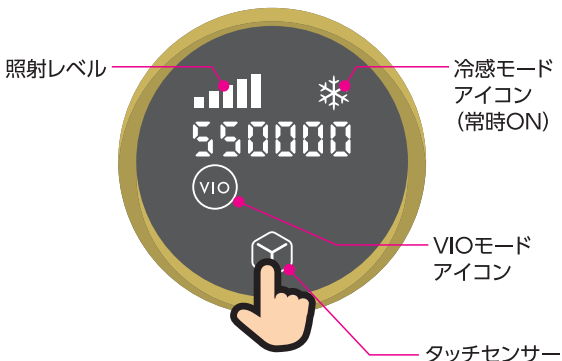 照射レベル
冷感モード
アイコン
（常時ON）
550000
VIO
VIOモード
アイコン
タッチセンサー